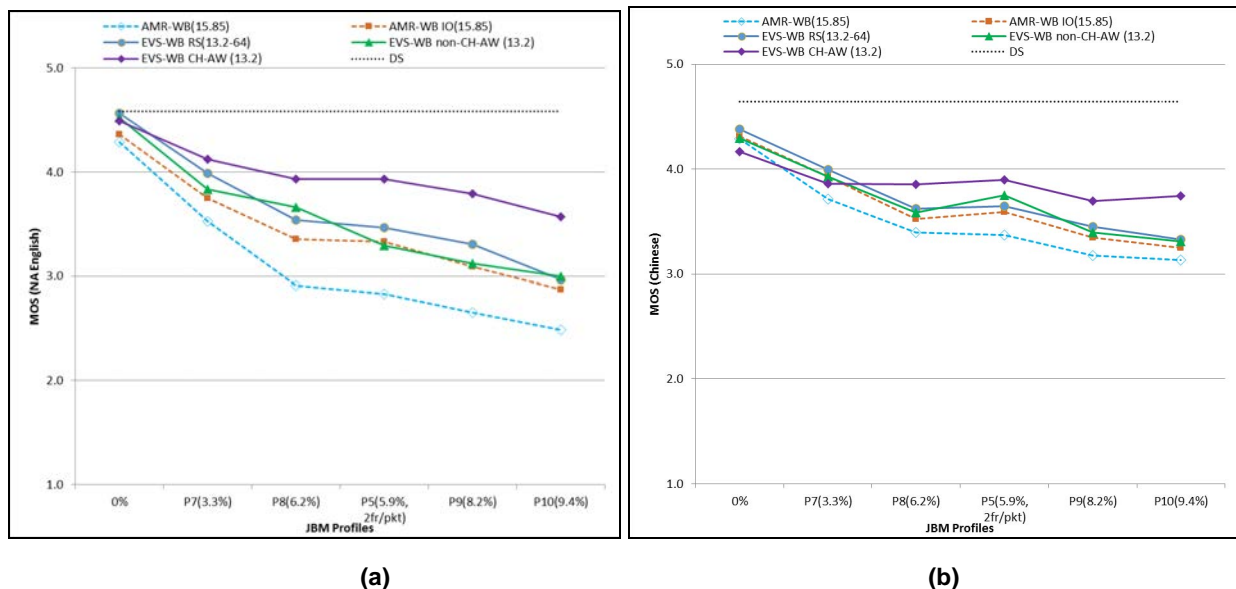 AMR-WB(15.85) AMR-WB IO(15.85)
EVS-WB RS(13.2-64) EVS-WB non-CH-AW (13.2)
EVS-WB CH-AW (13.2) DS
5.0
4.0
3.0
2.0
1.0
MOS (NA English)
0% P7(3.3%) P8(6.2%) P5(5.9%, P9(8.2%) P10(9.4%)
2fr/pkt)
JBM Profiles
(a)
AMR-WB(15.85) AMR-WB IO(15.85)
EVS-WB RS(13.2-64) EVS-WB non-CH-AW (13.2)
EVS-WB CH-AW (13.2) DS
5.0
4.0
3.0
2.0
1.0
MOS (Chinese)
0% P7(3.3%) P8(6.2%) P5(5.9%, P9(8.2%) P10(9.4%)
2fr/pkt)
JBM Profiles
(b)